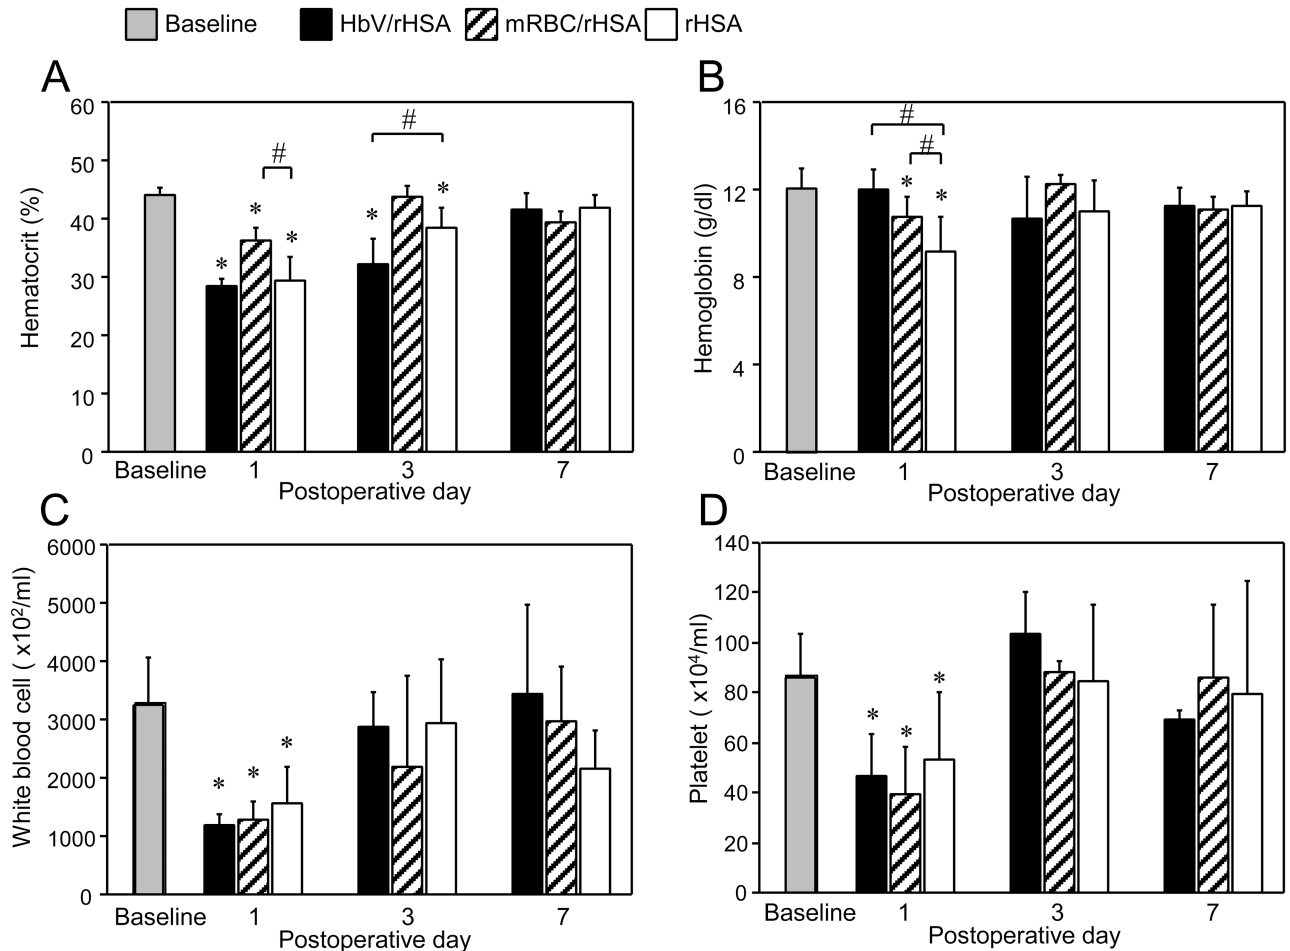 Baseline HbV/rHSA mRBC/rHSA rHSA
A
60
50
40
30
20
10
0
Hematocrit (%)
#
#
* * *
* *
Baseline 1 3 7
Postoperative day
B
16
12
8
4
0
Hemoglobin (g/dl)
#
#
* *
Baseline 1 3 7
Postoperative day
C
6000
5000
4000
3000
2000
1000
0
White blood cell ( x10²/ml)
* * *
Baseline 1 3 7
Postoperative day
D
140
120
100
80
60
40
20
0
Platelet ( x10⁴/ml)
* * *
Baseline 1 3 7
Postoperative day